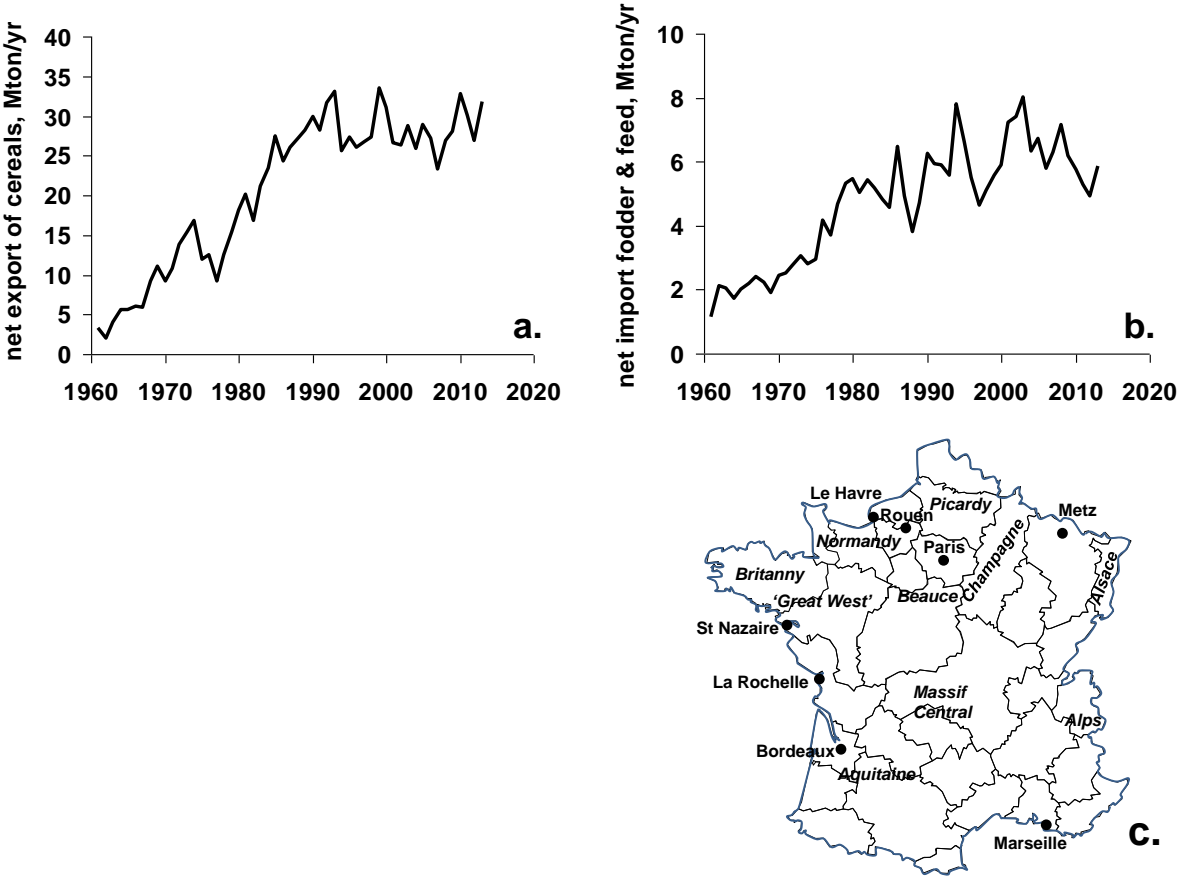 net export of cereals, Mton/yr
40
35
30
25
20
15
10
5
0
1960 1970 1980 1990 2000 2010 2020
a.
net import fodder & feed, Mton/yr
10
8
6
4
2
0
1960 1970 1980 1990 2000 2010 2020
b.
Le Havre
Picardy
Metz
Rouen
Normandy
Paris
Champagne
Alsace
Britanny
'Great West'
Beauce
St Nazaire
La Rochelle
Massif
Central
Alps
Bordeaux
Aquitaine
Marseille
c.